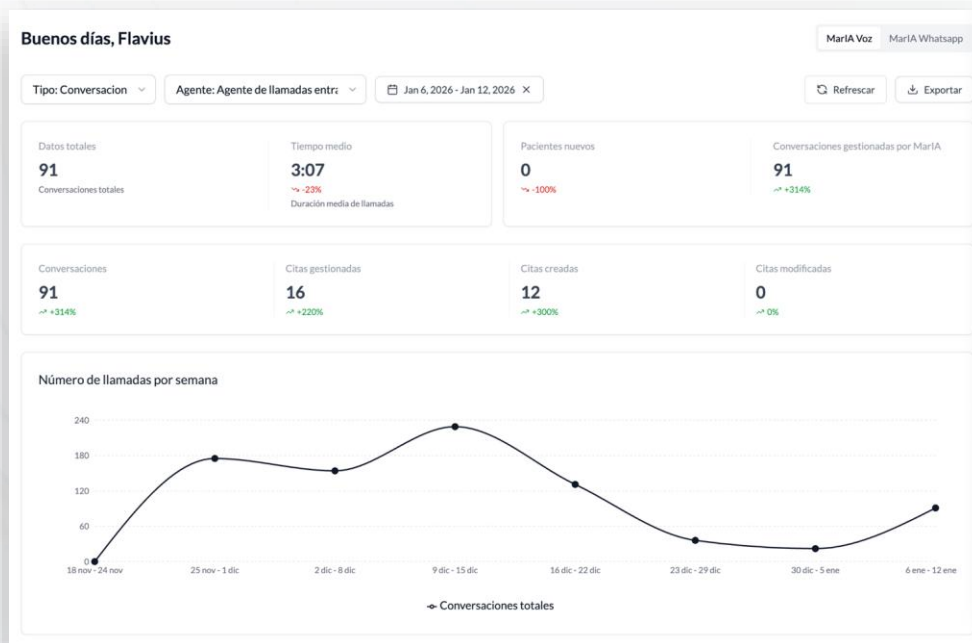 Buenos días, Flavius
MarIA Voz
MarIA Whatsapp
Tipo: Conversacion
Agente: Agente de llamadas entra
Jan 6, 2026 - Jan 12, 2026
Refrescar
Exportar
Datos totales
91
Conversaciones totales
Tiempo medio
3:07
-23%
Duración media de llamadas
Pacientes nuevos
0
-100%
Conversaciones gestionadas por MarIA
91
+314%
Conversaciones
91
+314%
Citas gestionadas
16
+220%
Citas creadas
12
+300%
Citas modificadas
0
0%
Número de llamadas por semana
240
180
120
60
0
18 nov - 24 nov
25 nov - 1 dic
2 dic - 8 dic
9 dic - 15 dic
16 dic - 22 dic
23 dic - 29 dic
30 dic - 5 ene
6 ene - 12 ene
Conversaciones totales